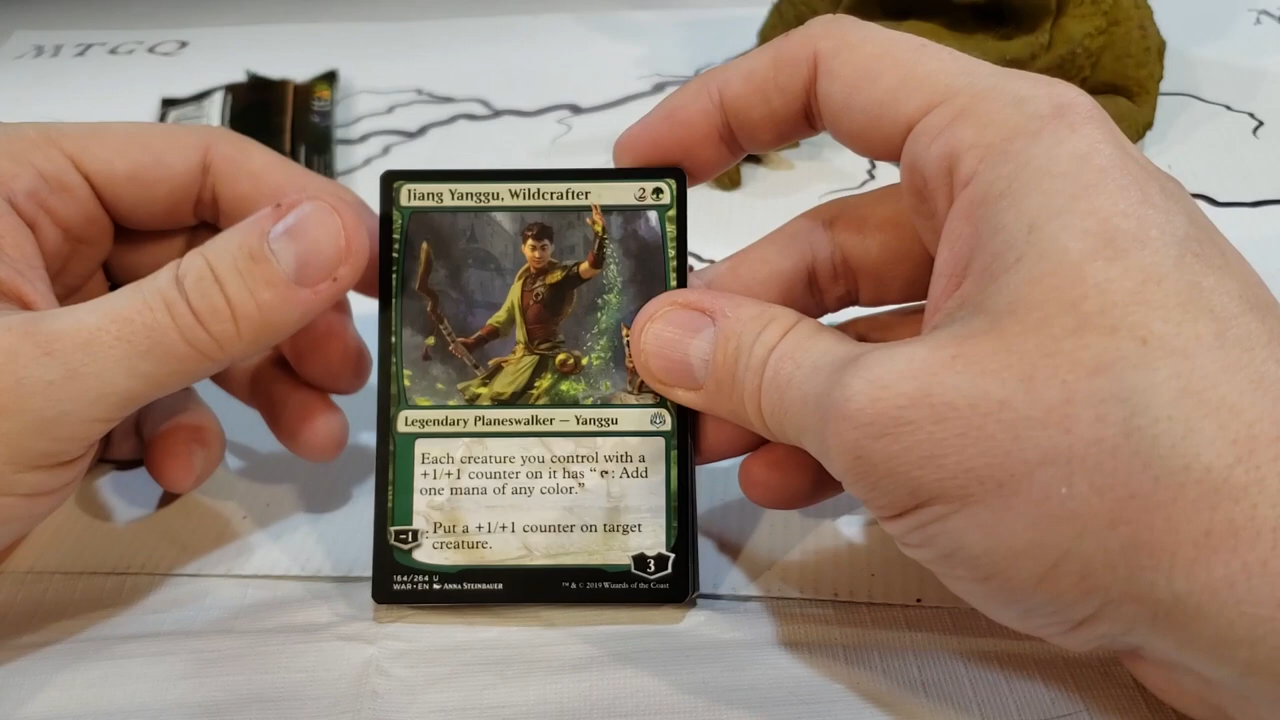 MTGQ
N
Jiang Yanggu, Wildcrafter 2
Legendary Planeswalker — Yanggu
Each creature you control with a
+1/+1 counter on it has “ : Add
one mana of any color.”
-1 : Put a +1/+1 counter on target
creature.
3
164/264 U
WAR • EN Anna Steinbauer
™ & © 2019 Wizards of the Coast